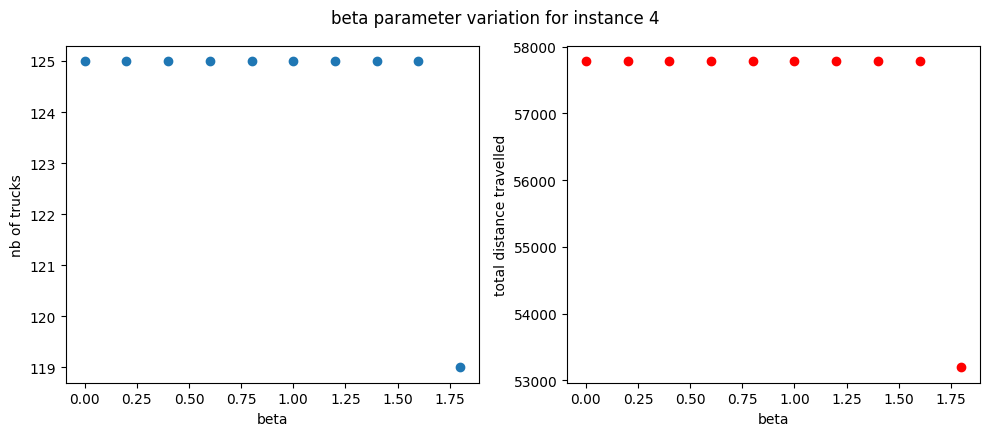 beta parameter variation for instance 4
nb of trucks
125
124
123
122
121
120
119
0.00 0.25 0.50 0.75 1.00 1.25 1.50 1.75
beta
total distance travelled
58000
57000
56000
55000
54000
53000
0.00 0.25 0.50 0.75 1.00 1.25 1.50 1.75
beta